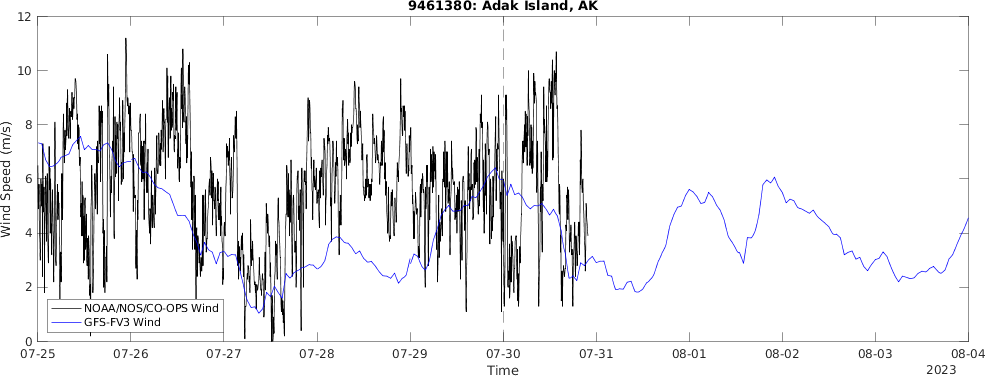 9461380: Adak Island, AK
12
10
8
6
4
2
0
Wind Speed (m/s)
NOAA/NOS/CO-OPS Wind
GFS-FV3 Wind
07-25 07-26 07-27 07-28 07-29 07-30 07-31 08-01 08-02 08-03 08-04
Time
2023